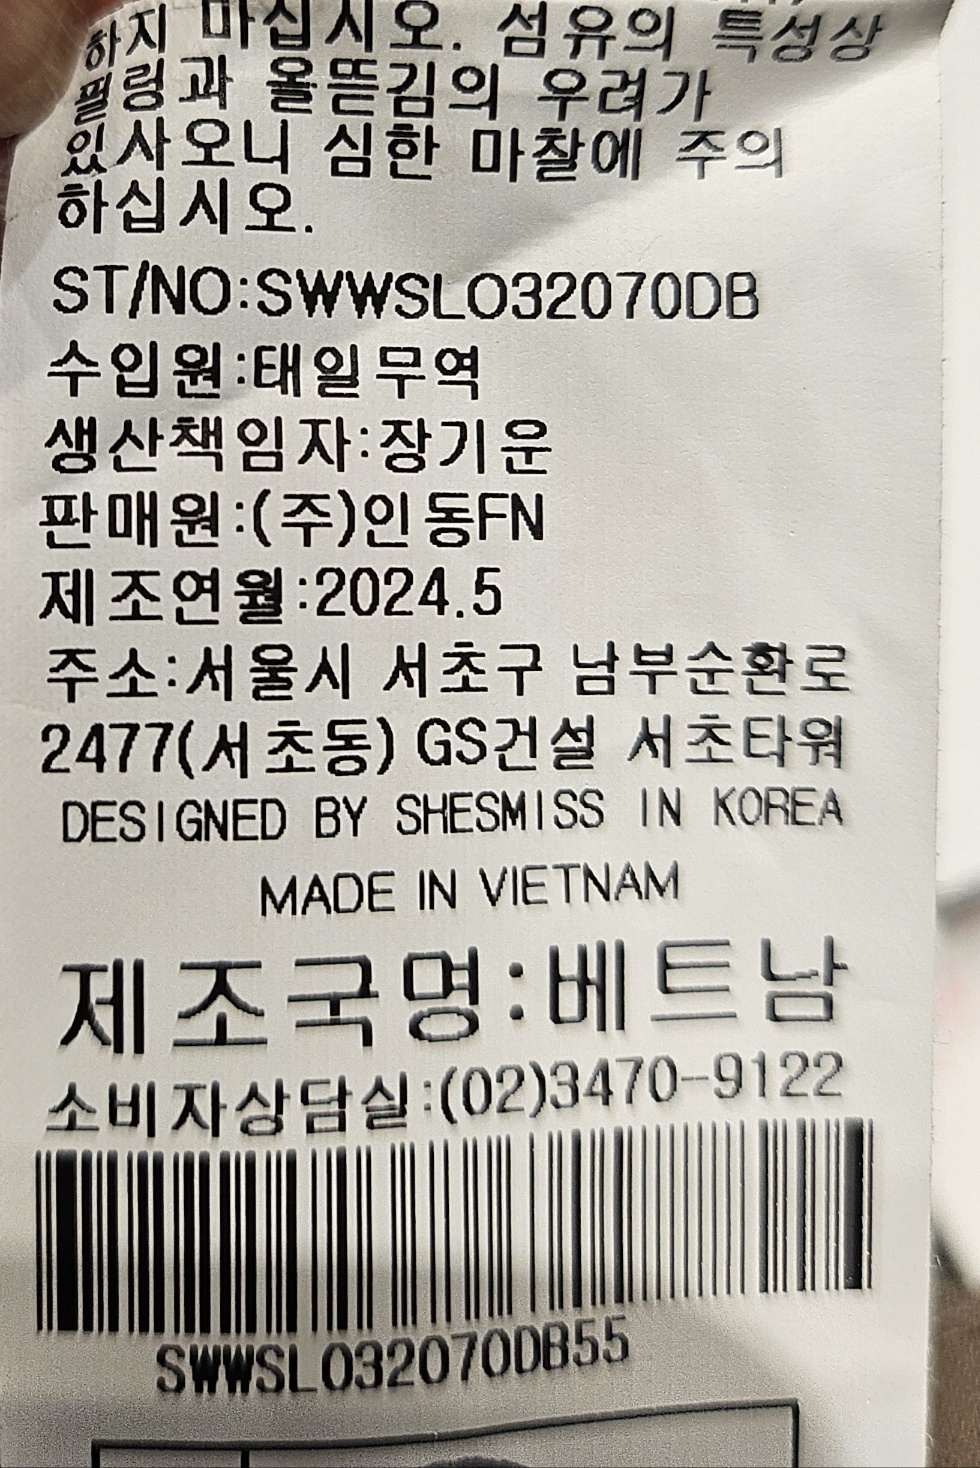 하지 마십시오. 섬유의 특성상
필링과 올뜯김의 우려가
있사오니 심한 마찰에 주의
하십시오.
ST/NO:SWWSLO32070DB
수입원:태일무역
생산책임자:장기운
판매원:(주)인동FN
제조연월:2024.5
주소:서울시 서초구 남부순환로
2477(서초동) GS건설 서초타워
DESIGNED BY SHESMISS IN KOREA
MADE IN VIETNAM
제조국명:베트남
소비자상담실:(02)3470-9122
SWWSLO32070DB55